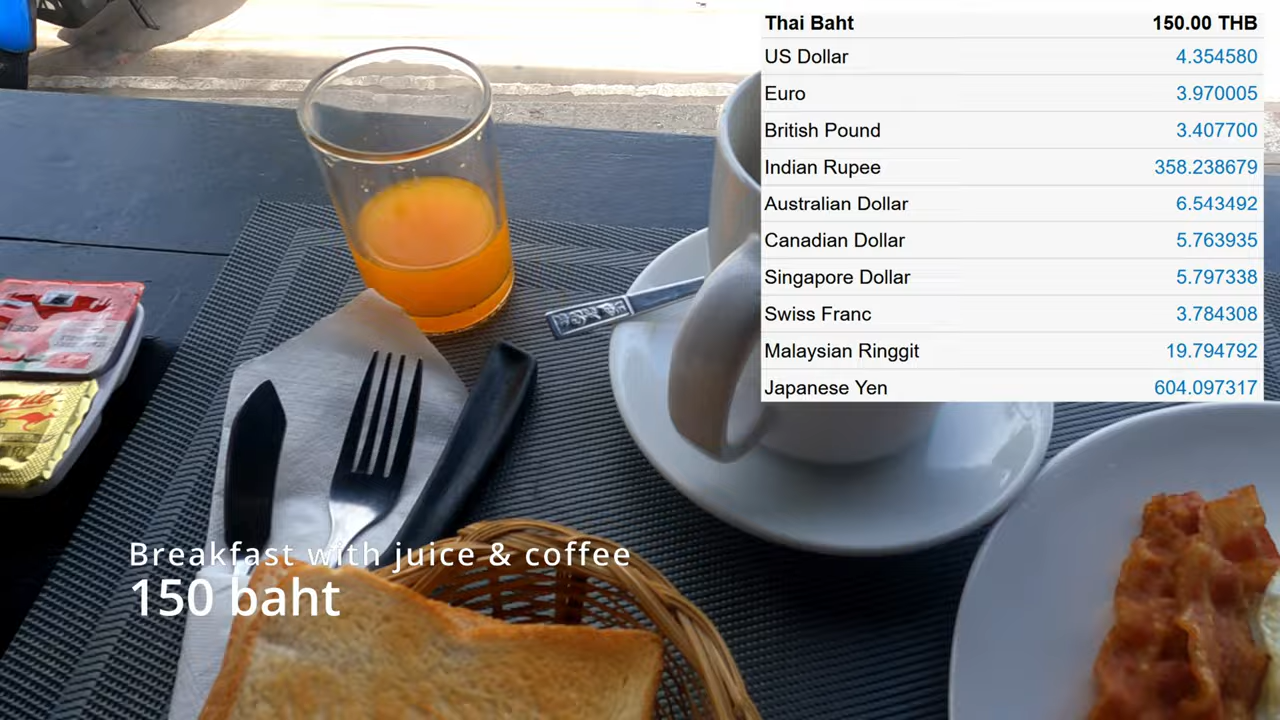 Thai Baht 150.00 THB
US Dollar 4.354580
Euro 3.970005
British Pound 3.407700
Indian Rupee 358.238679
Australian Dollar 6.543492
Canadian Dollar 5.763935
Singapore Dollar 5.797338
Swiss Franc 3.784308
Malaysian Ringgit 19.794792
Japanese Yen 604.097317
Breakfast with juice & coffee
150 baht